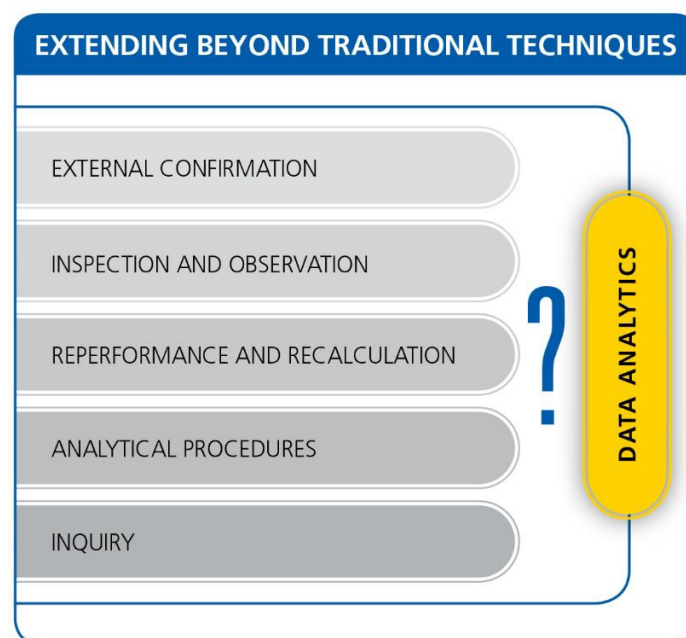 EXTENDING BEYOND TRADITIONAL TECHNIQUES
EXTERNAL CONFIRMATION
INSPECTION AND OBSERVATION
REPERFORMANCE AND RECALCULATION
ANALYTICAL PROCEDURES
INQUIRY
?
DATA ANALYTICS